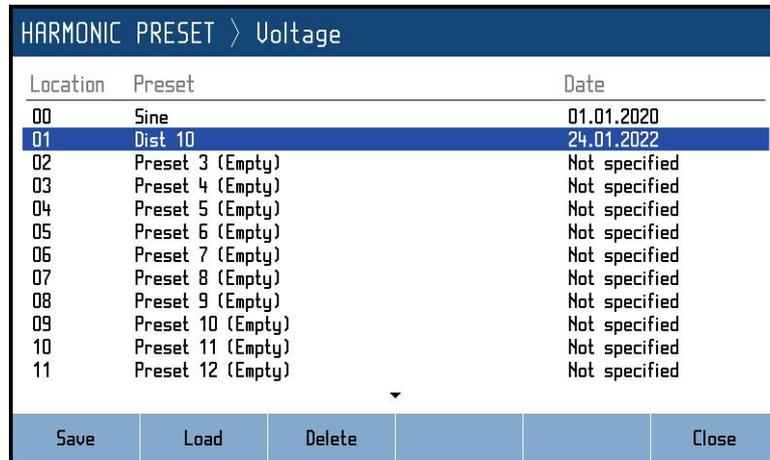 HARMONIC PRESET > Voltage
Location Preset Date
00 Sine 01.01.2020
01 Dist 10 24.01.2022
02 Preset 3 (Empty) Not specified
03 Preset 4 (Empty) Not specified
04 Preset 5 (Empty) Not specified
05 Preset 6 (Empty) Not specified
06 Preset 7 (Empty) Not specified
07 Preset 8 (Empty) Not specified
08 Preset 9 (Empty) Not specified
09 Preset 10 (Empty) Not specified
10 Preset 11 (Empty) Not specified
11 Preset 12 (Empty) Not specified
Save Load Delete Close